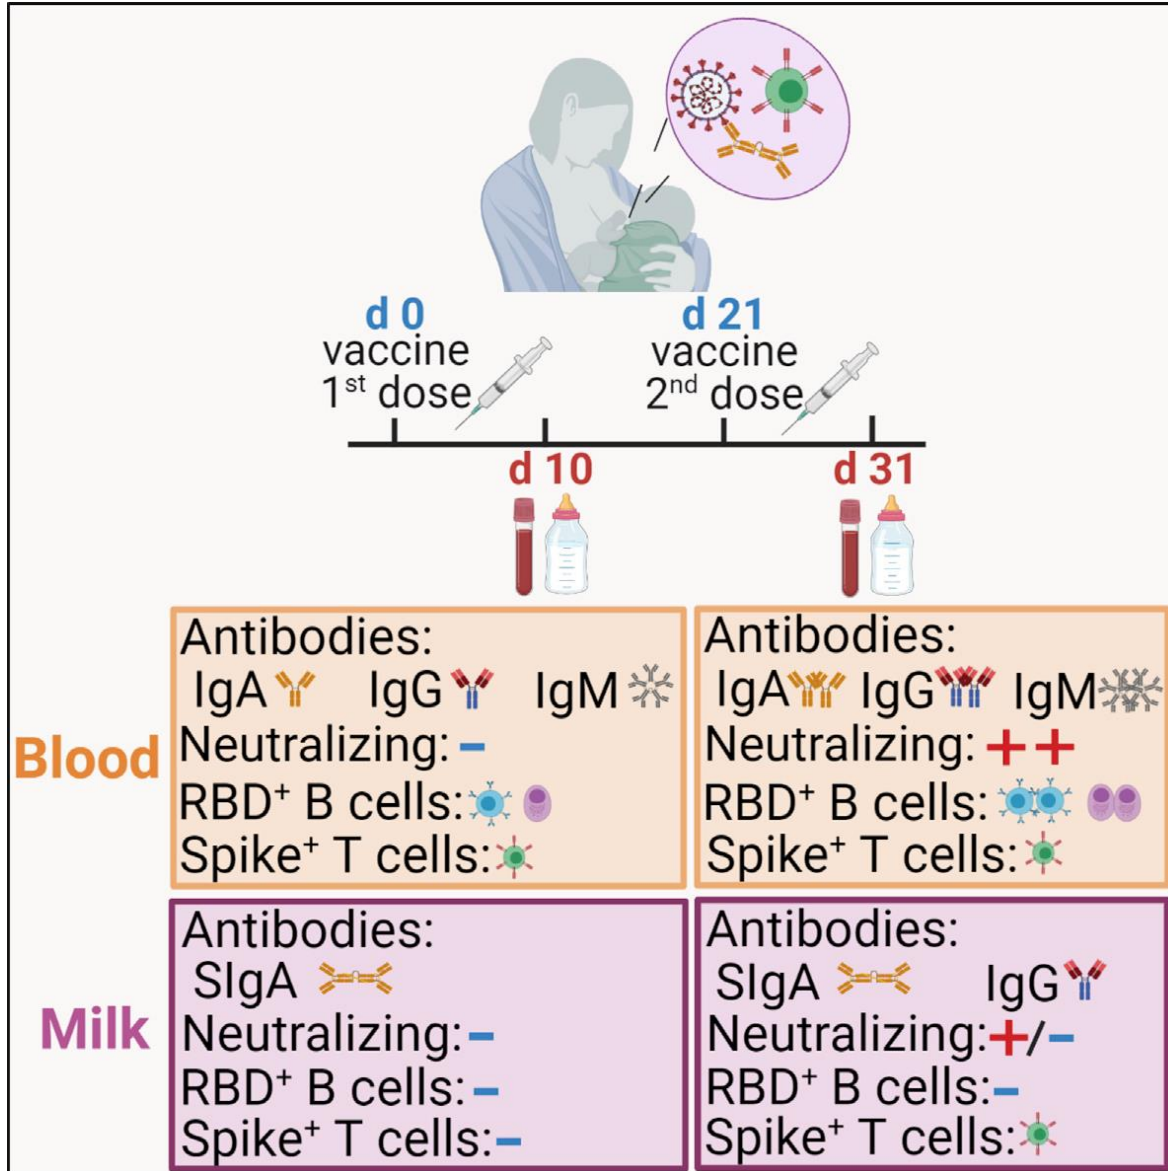 d 0
vaccine
1st dose
d 21
vaccine
2nd dose
d 10
d 31
Blood
Antibodies:
IgA IgG IgM
Neutralizing: -
RBD+ B cells:
Spike+ T cells:
Antibodies:
IgA IgG IgM
Neutralizing: ++
RBD+ B cells:
Spike+ T cells:
Milk
Antibodies:
SIgA
Neutralizing: -
RBD+ B cells: -
Spike+ T cells: -
Antibodies:
SIgA IgG
Neutralizing: +/-
RBD+ B cells: -
Spike+ T cells: